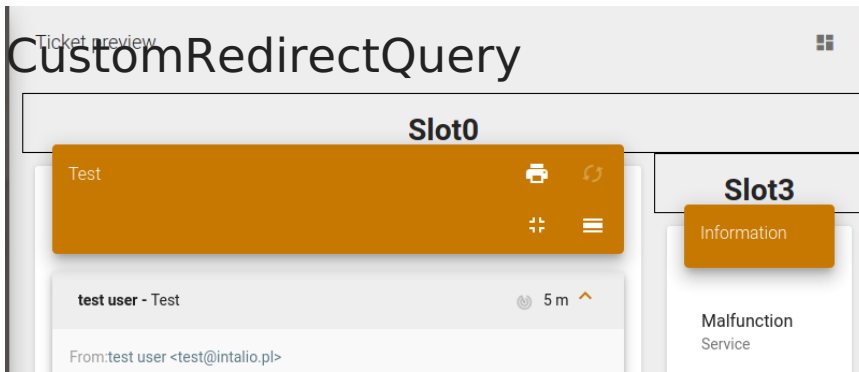 Ticket preview
CustomRedirectQuery
Slot0
Test
Slot3
Information
test user - Test
5 m
Malfunction
Service
From:test user <test@intalio.pl>